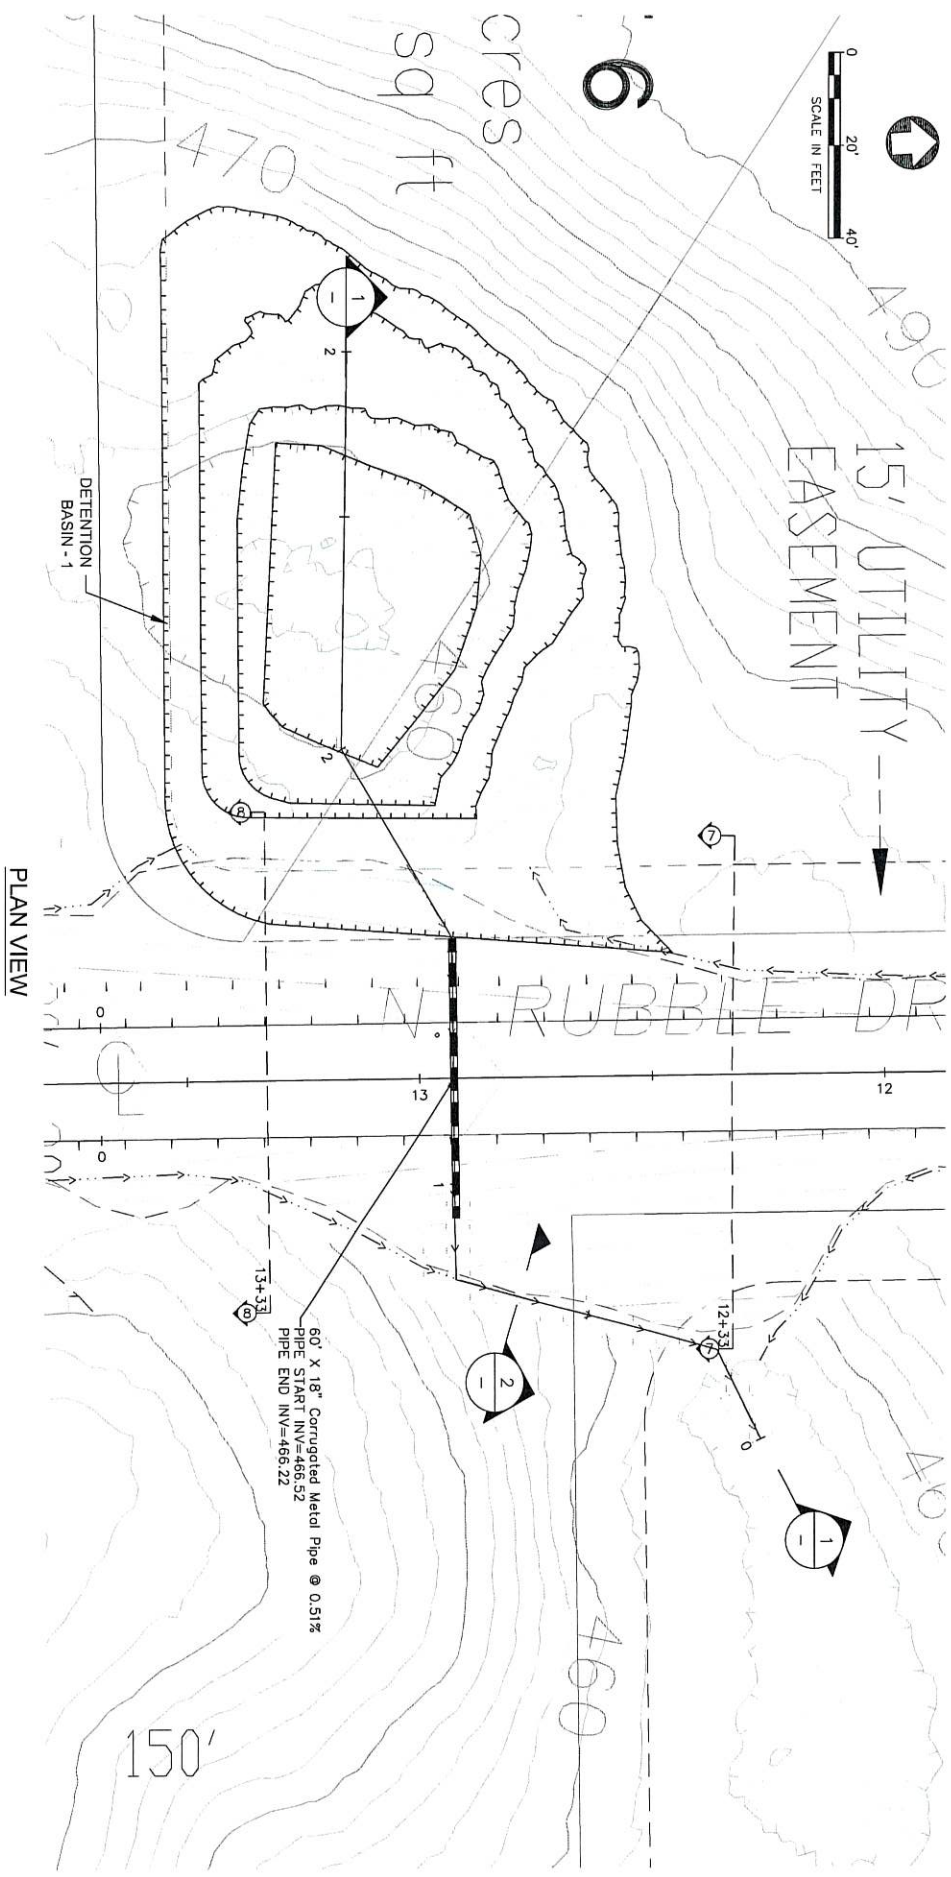 0 20' 40'
SCALE IN FEET
6
cres
Sq ft
470
490
15' UTILITY
EASEMENT
460
DETENTION
BASIN - 1
1
-
2
2
7
8
N RUBBLE DR
0
13
12
0
1
13+33
8
12+33
7
0
2
-
1
-
60' X 18" Corrugated Metal Pipe @ 0.51%
PIPE START INV=466.52
PIPE END INV=466.22
460
150'
PLAN VIEW